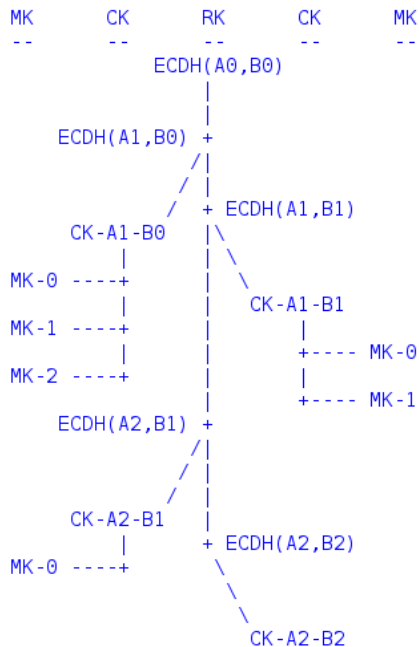 MK CK RK CK MK
-- -- -- -- --
ECDH(A0,B0)
|
|
ECDH(A1,B0) +
/|
/ |
/ + ECDH(A1,B1)
CK-A1-B0 |\
| | \
MK-0 ----+ | \
| | CK-A1-B1
MK-1 ----+ | |
| | +---- MK-0
MK-2 ----+ | |
| +---- MK-1
ECDH(A2,B1) +
/|
/ |
/ |
CK-A2-B1 |
| + ECDH(A2,B2)
MK-0 ----+ \
\
\
CK-A2-B2